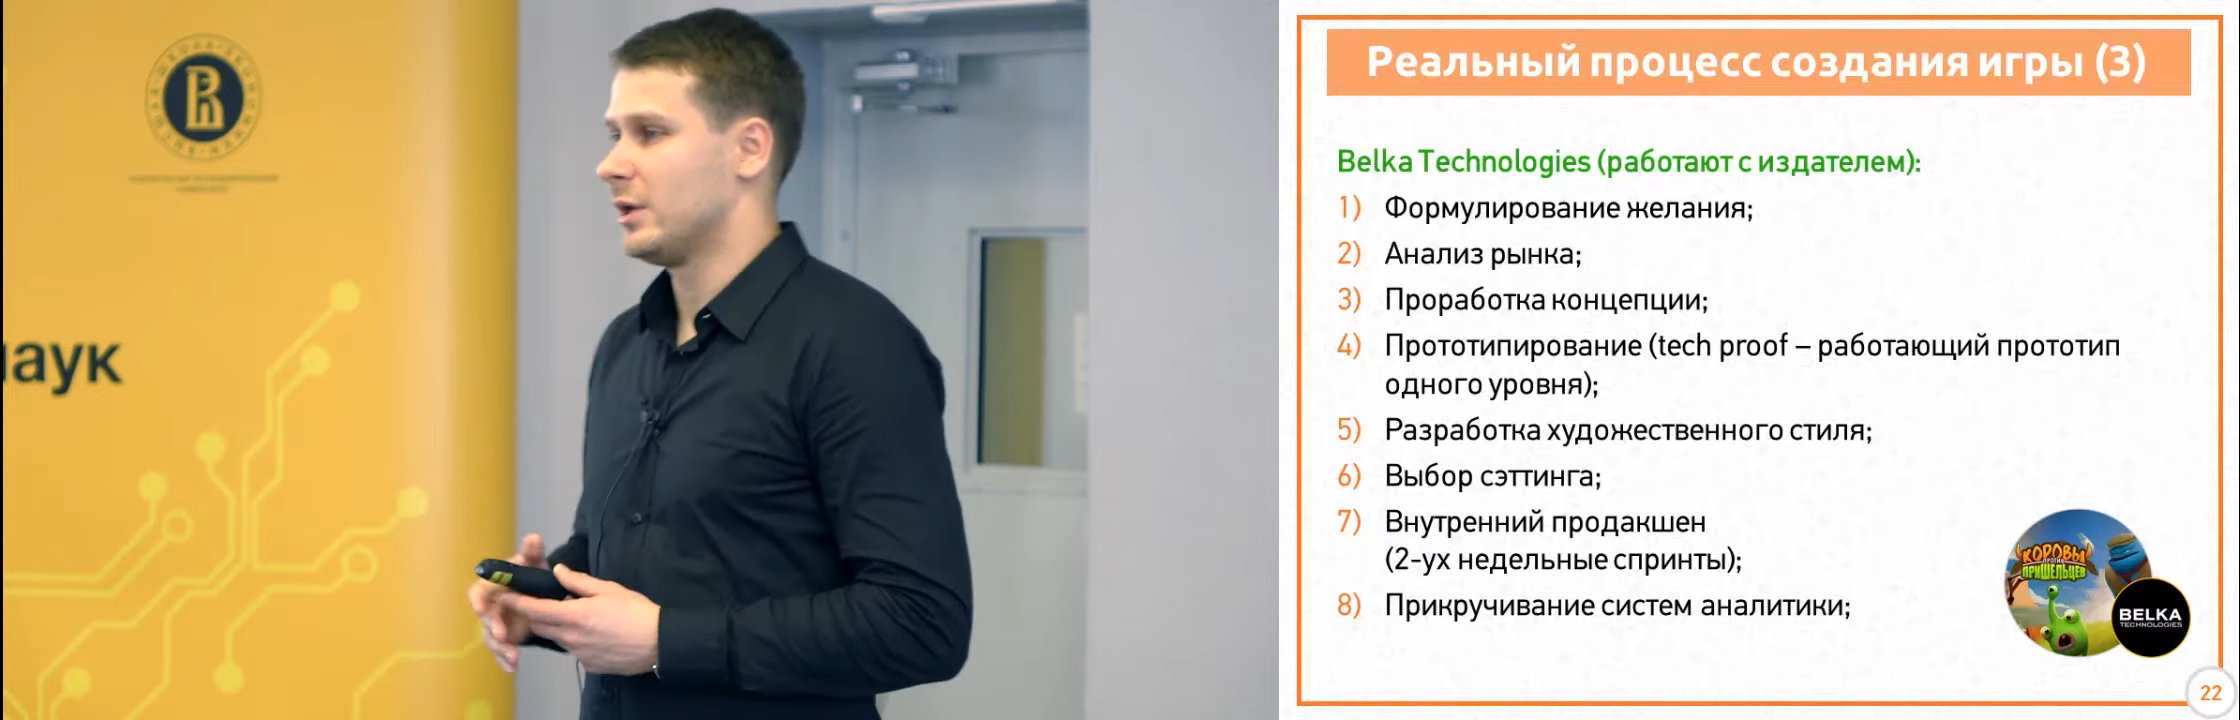 наук
Реальный процесс создания игры (3)
Belka Technologies (работают с издателем):
1) Формулирование желания;
2) Анализ рынка;
3) Проработка концепции;
4) Прототипирование (tech proof – работающий прототип
одного уровня);
5) Разработка художественного стиля;
6) Выбор сэттинга;
7) Внутренний продакшен
(2-ух недельные спринты);
8) Прикручивание систем аналитики;
КОРОВЫ
ПРОТИВ
ПРИШЕЛЬЦЕВ
BELKA
TECHNOLOGIES
22